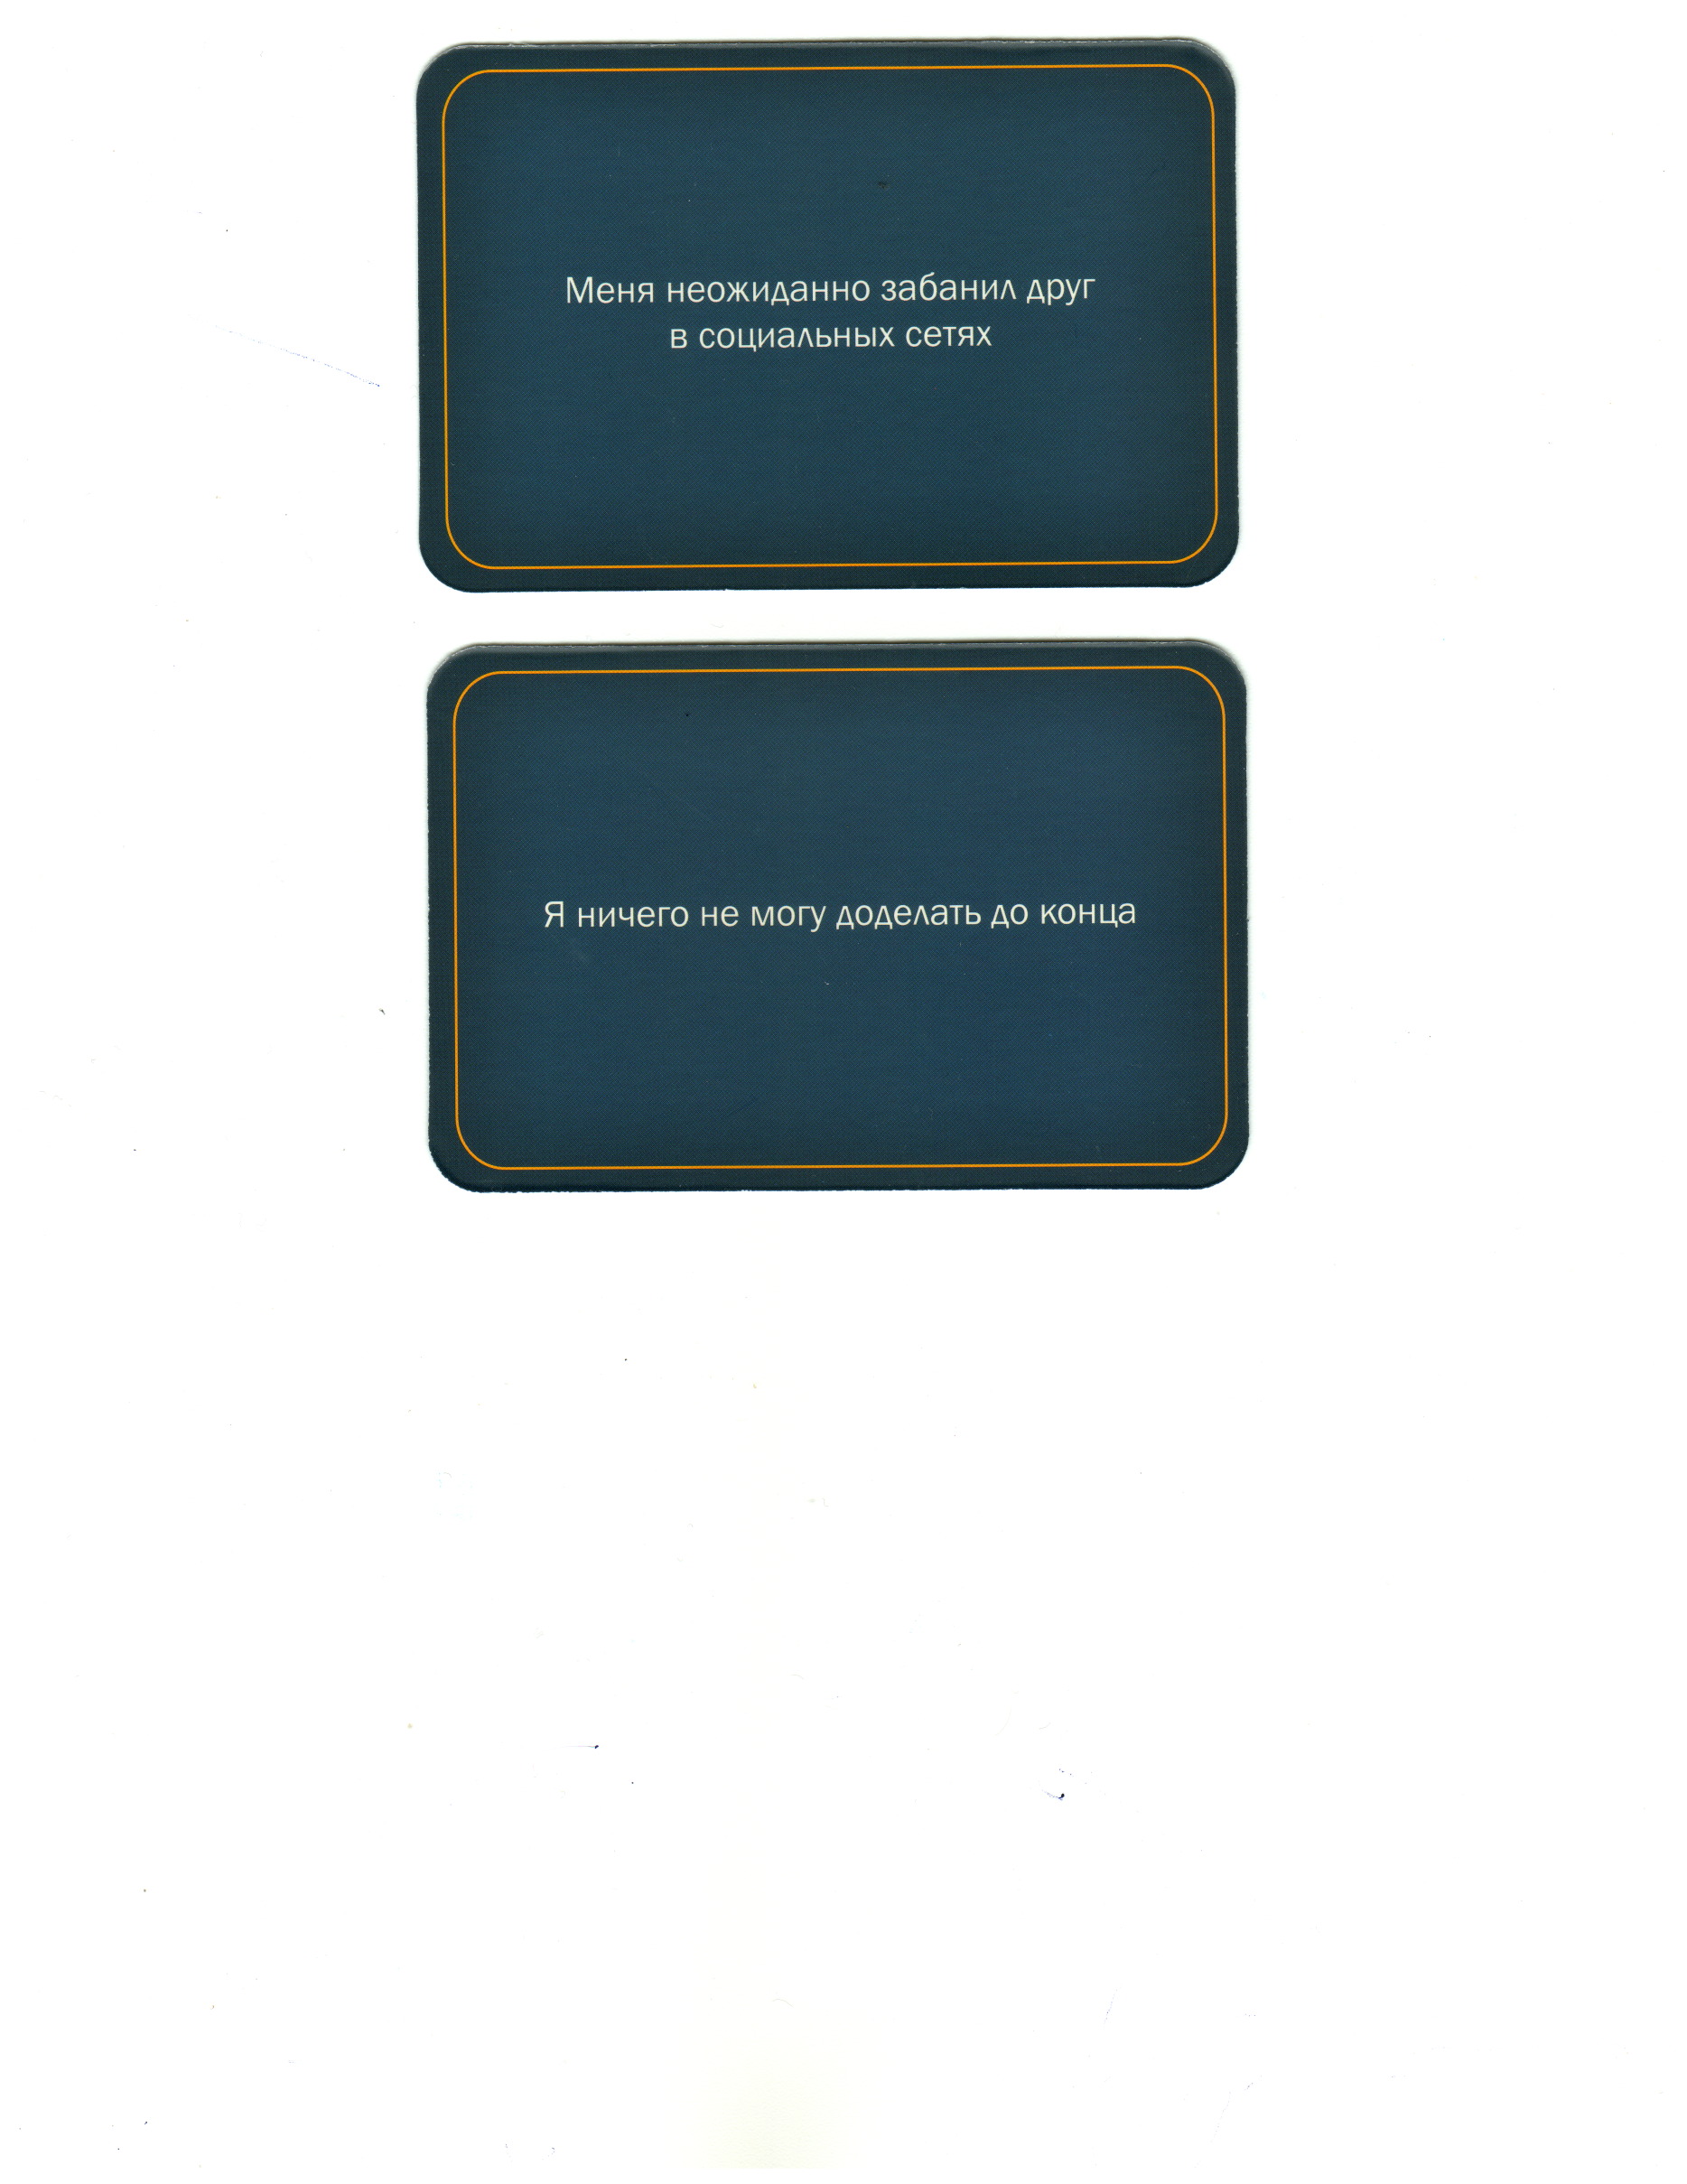 Меня неожиданно забанил друг
в социальных сетях
Я ничего не могу доделать до конца